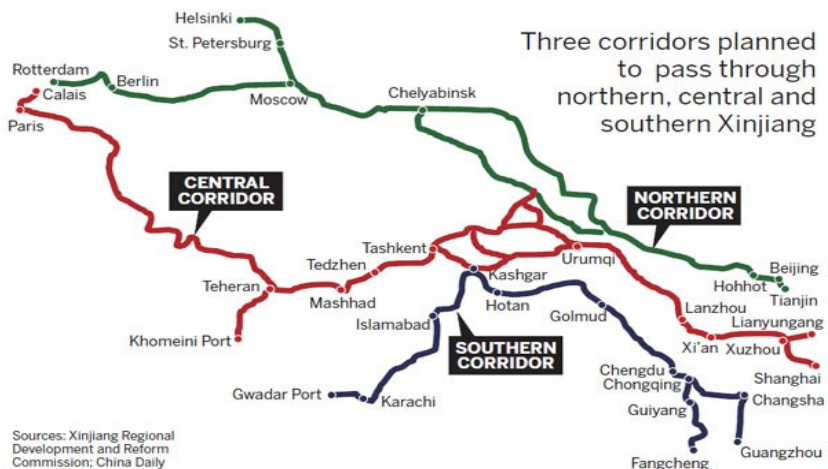 Three corridors planned
to pass through
northern, central and
southern Xinjiang
Helsinki
St. Petersburg
Rotterdam
Berlin
Moscow
Chelyabinsk
Calais
Paris
CENTRAL
CORRIDOR
NORTHERN
CORRIDOR
Tashkent
Urumqi
Beijing
Hohhot
Tianjin
Tedzhen
Kashgar
Teheran
Mashhad
Hotan
Golmud
Lanzhou
Lianyungang
Islamabad
Khomeini Port
SOUTHERN
CORRIDOR
Xi'an
Xuzhou
Shanghai
Chengdu
Chongqing
Changsha
Gwadar Port
Karachi
Guiyang
Guangzhou
Fangcheng
Sources: Xinjiang Regional
Development and Reform
Commission; China Daily